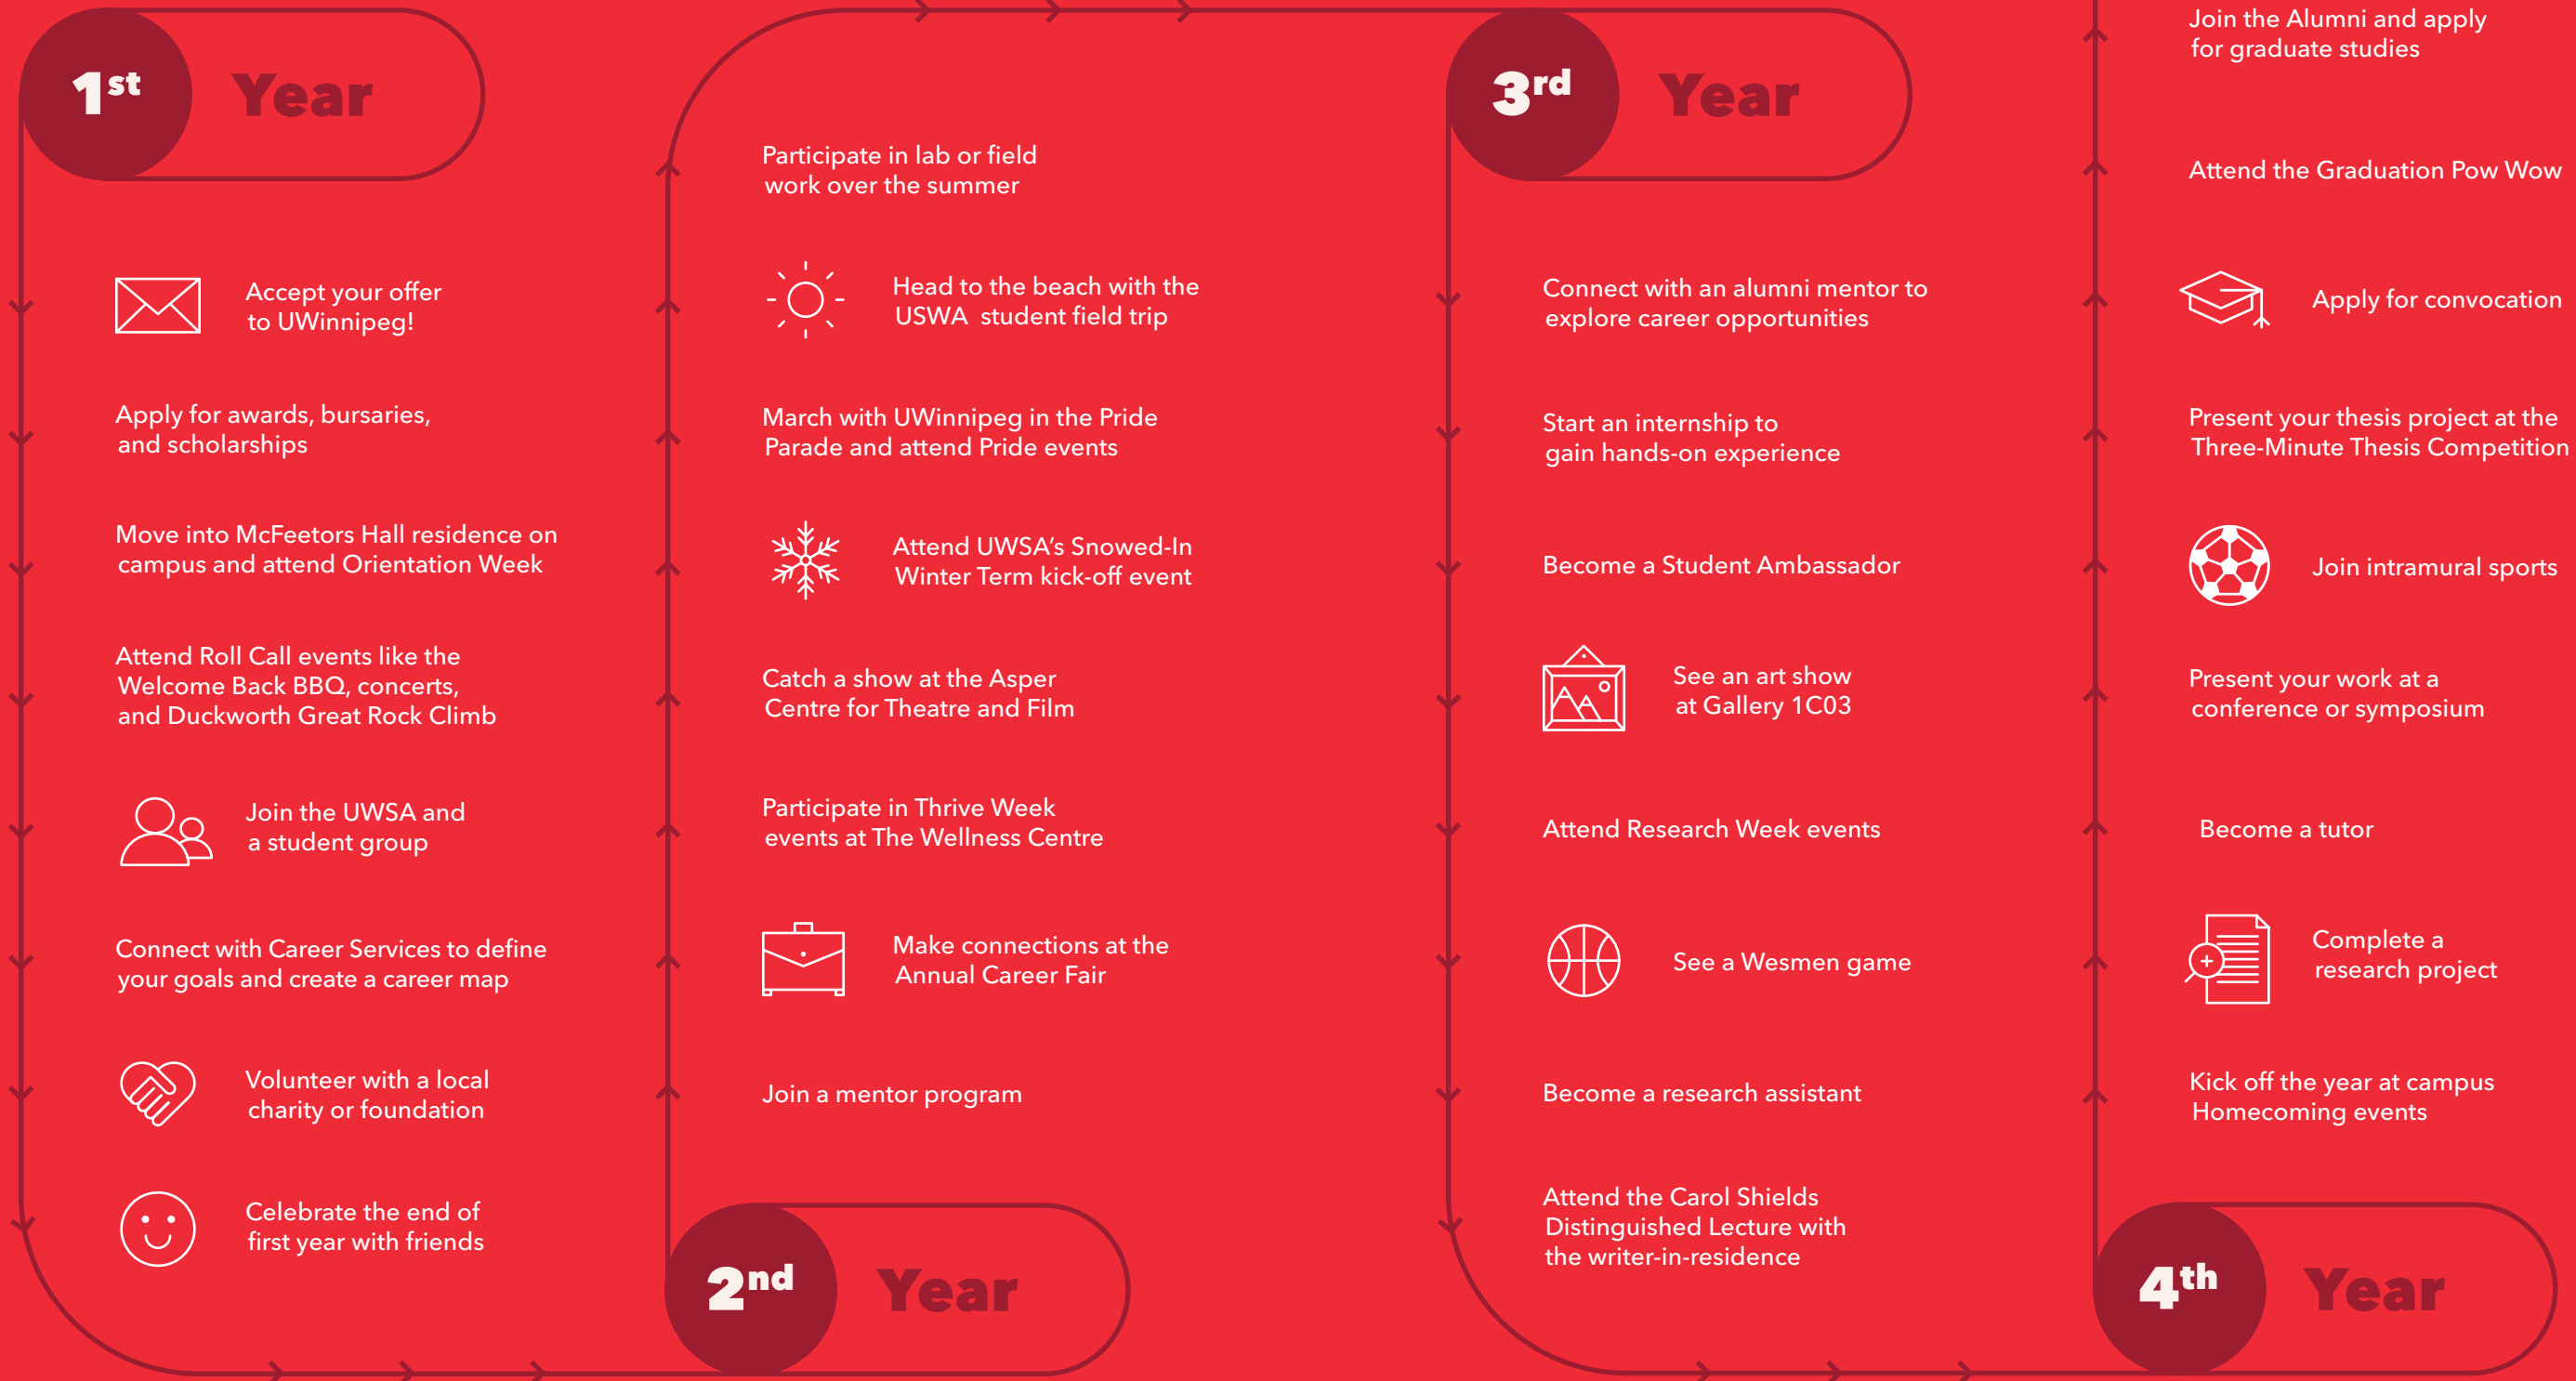 1st Year
Accept your offer
to UWinnipeg!
Apply for awards, bursaries,
and scholarships
Move into McFeetors Hall residence on
campus and attend Orientation Week
Attend Roll Call events like the
Welcome Back BBQ, concerts,
and Duckworth Great Rock Climb
Join the UWSA and
a student group
Connect with Career Services to define
your goals and create a career map
Volunteer with a local
charity or foundation
Celebrate the end of
first year with friends
2nd Year
Join a mentor program
Make connections at the
Annual Career Fair
Participate in Thrive Week
events at The Wellness Centre
Catch a show at the Asper
Centre for Theatre and Film
Attend UWSA’s Snowed-In
Winter Term kick-off event
March with UWinnipeg in the Pride
Parade and attend Pride events
Head to the beach with the
USWA student field trip
Participate in lab or field
work over the summer
3rd Year
Connect with an alumni mentor to
explore career opportunities
Start an internship to
gain hands-on experience
Become a Student Ambassador
See an art show
at Gallery 1C03
Attend Research Week events
See a Wesmen game
Become a research assistant
Attend the Carol Shields
Distinguished Lecture with
the writer-in-residence
4th Year
Kick off the year at campus
Homecoming events
Complete a
research project
Become a tutor
Present your work at a
conference or symposium
Join intramural sports
Present your thesis project at the
Three-Minute Thesis Competition
Apply for convocation
Attend the Graduation Pow Wow
Join the Alumni and apply
for graduate studies